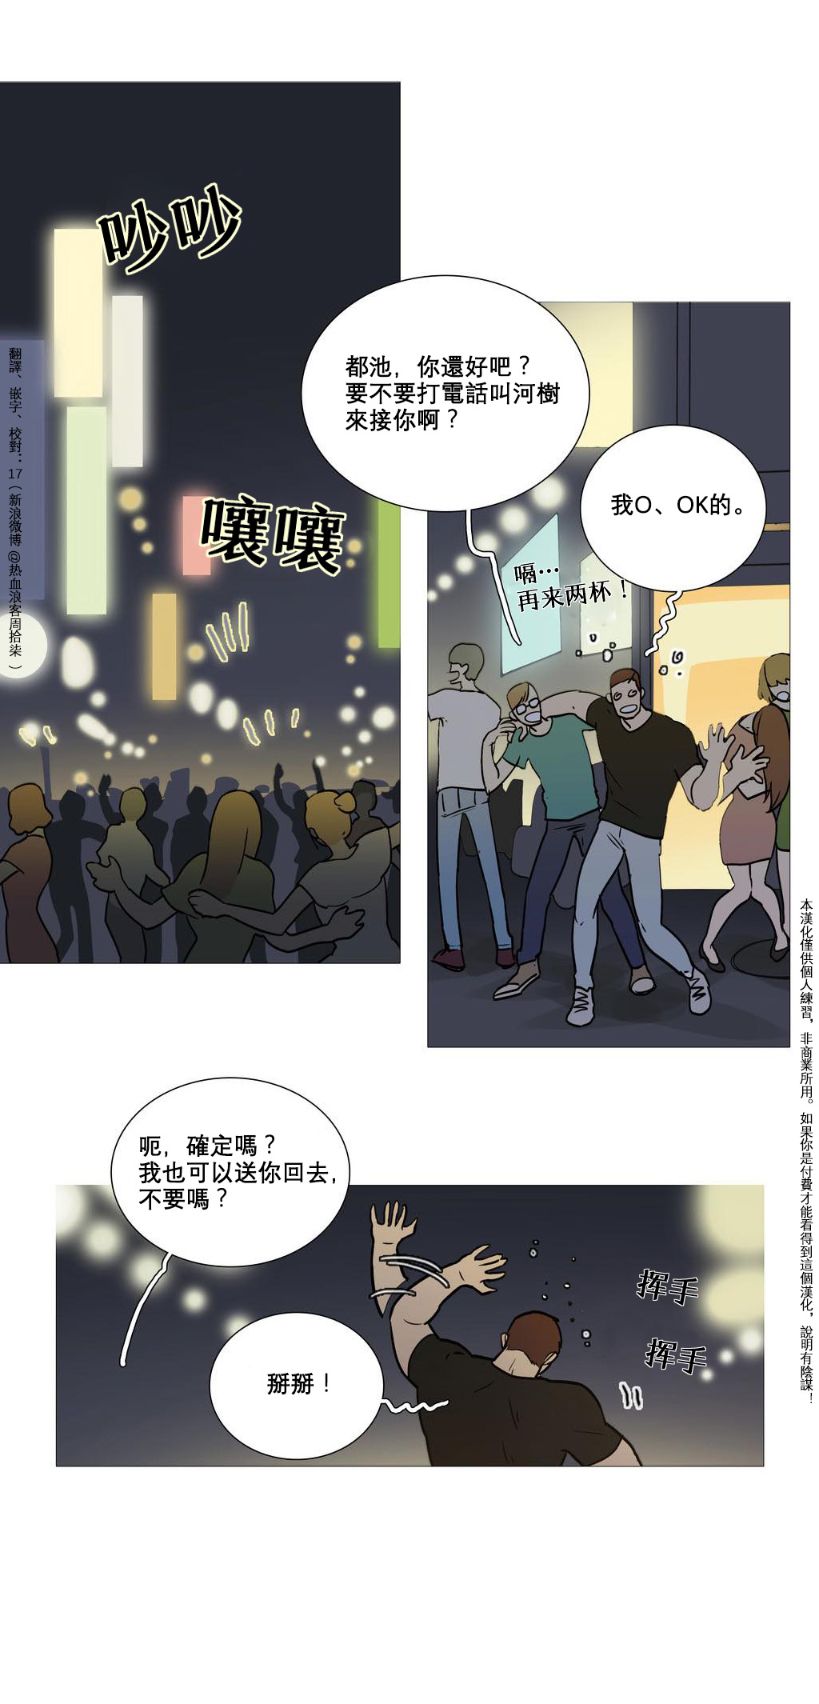 吵吵
嚷嚷
翻譯、嵌字、校對：17（新浪微博@热血浪客周拾柒）
都池，你還好吧？
要不要打電話叫河樹
來接你啊？
我O、OK的。
嗝…
再来两杯！
本漢化僅供個人練習，非商業所用。如果你是付費才能看得到這個漢化，說明有陰謀！
呃，確定嗎？
我也可以送你回去，
不要嗎？
挥手
挥手
掰掰！